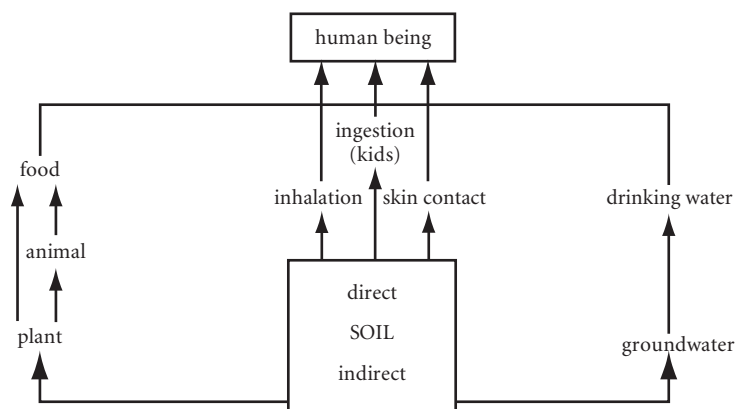 human being
ingestion
(kids)
food
inhalation
skin contact
drinking water
animal
direct
SOIL
indirect
plant
groundwater